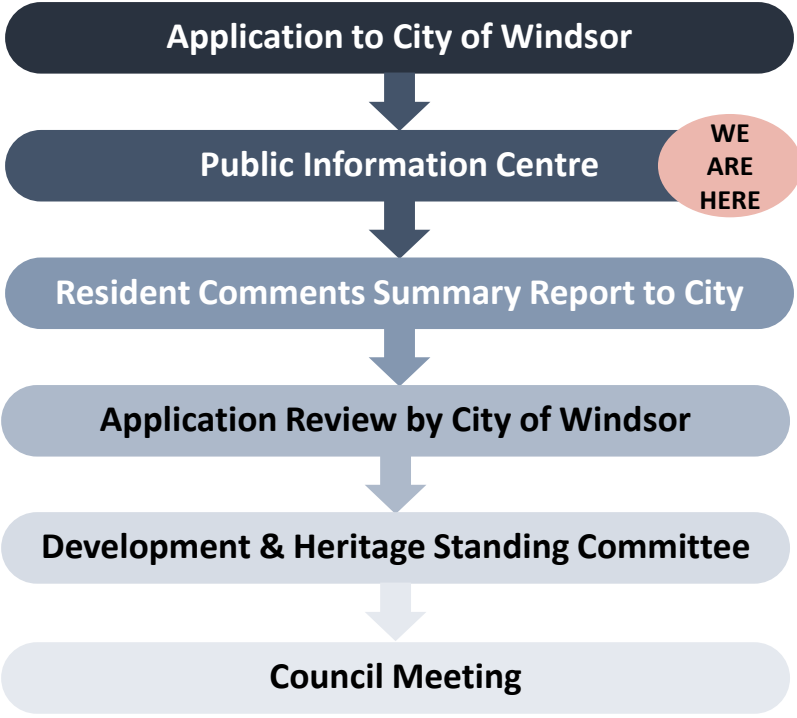 Application to City of Windsor
Public Information Centre
WE
ARE
HERE
Resident Comments Summary Report to City
Application Review by City of Windsor
Development & Heritage Standing Committee
Council Meeting